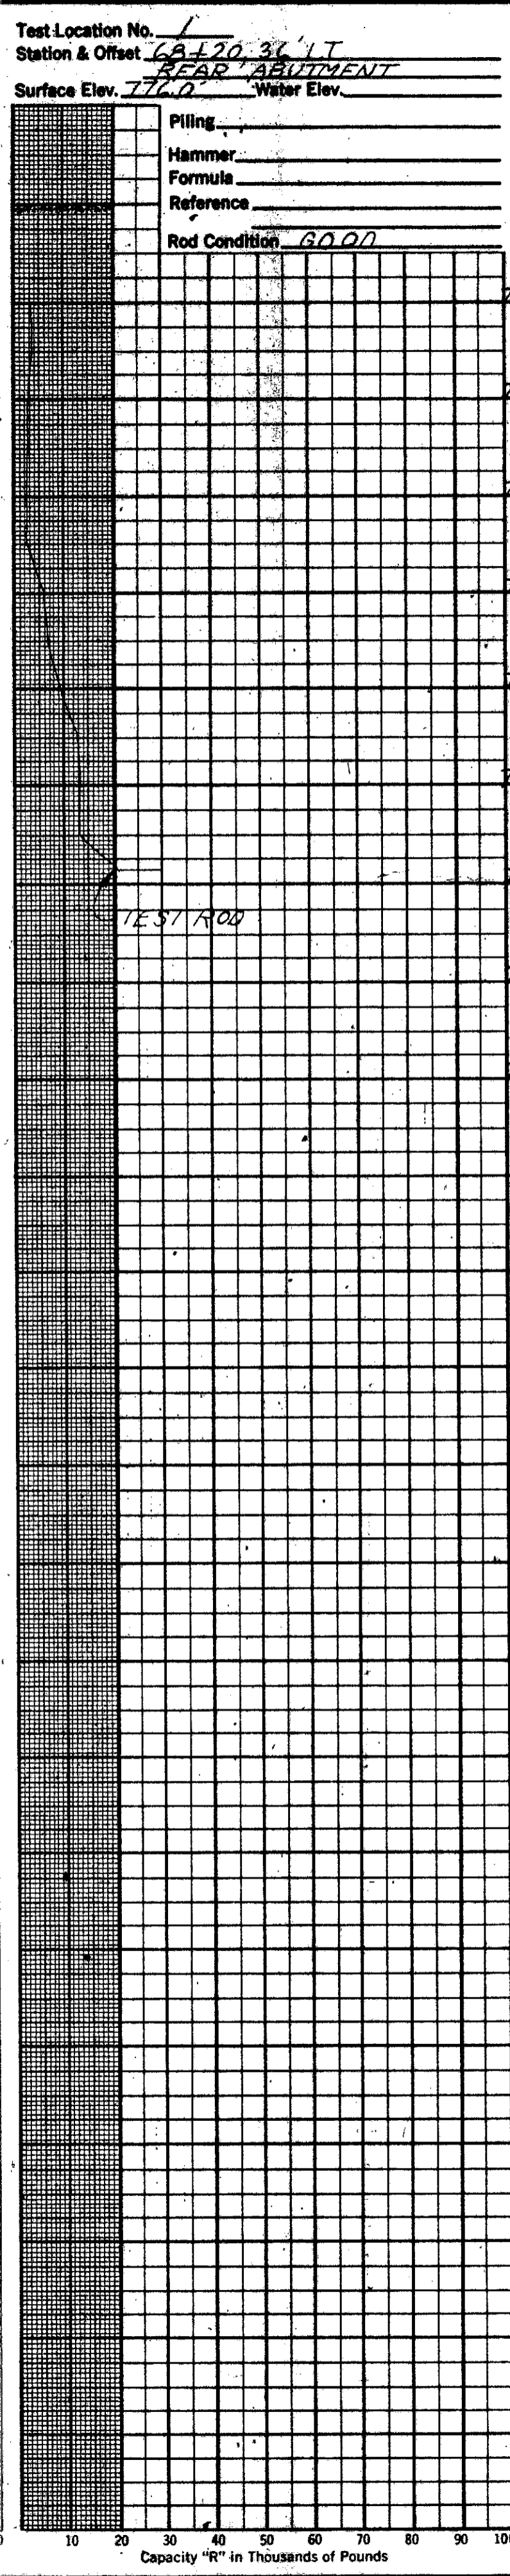 Test Location No. 1
Station & Offset 68+20, 36' LT
REAR ABUTMENT
Surface Elev. 776.0' Water Elev.
Piling
Hammer
Formula
Reference
Rod Condition GOOD
TEST ROD
10 20 30 40 50 60 70 80 90
Capacity "R" in Thousands of Pounds